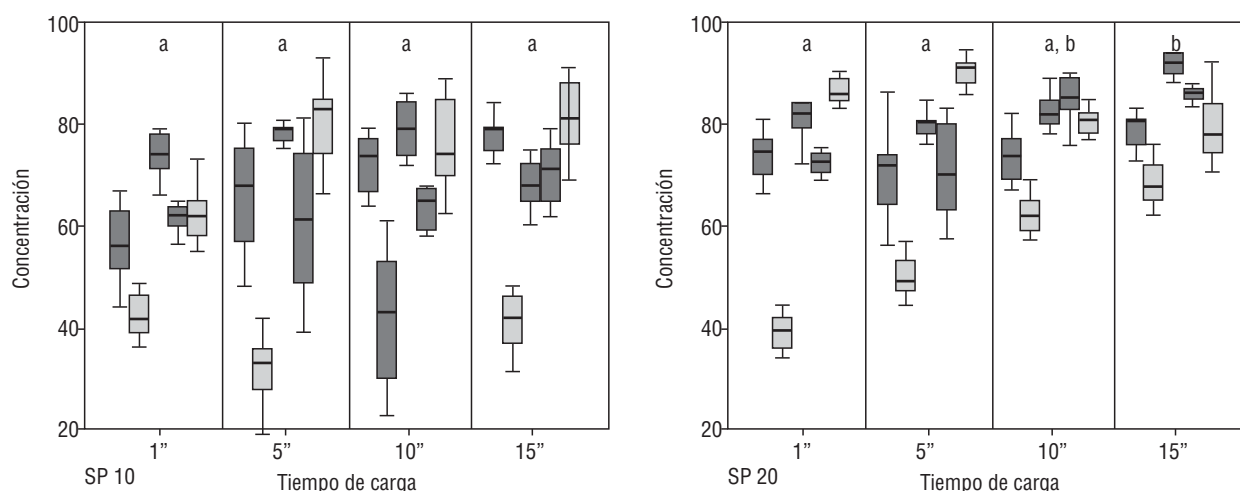 100
80
60
40
20
Concentración
a a a a
1” 5” 10” 15”
SP 10
Tiempo de carga
100
80
60
40
20
Concentración
a a a, b b
1” 5” 10” 15”
SP 20
Tiempo de carga